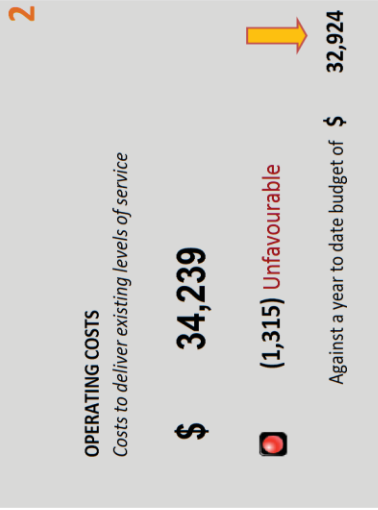 2
OPERATING COSTS
Costs to deliver existing levels of service
$ 34,239
(1,315) Unfavourable
Against a year to date budget of $ 32,924